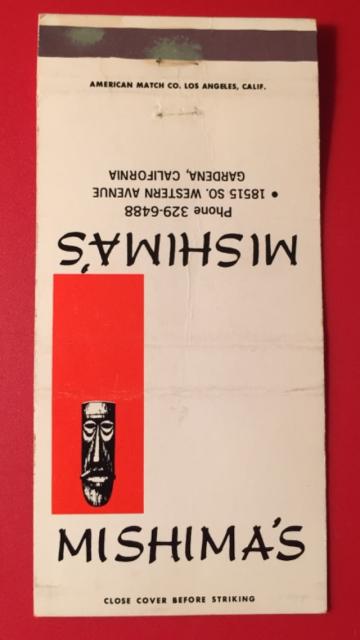 AMERICAN MATCH CO. LOS ANGELES, CALIF.
MISHIMA'S
Phone 329-6488
• 18515 SO. WESTERN AVENUE
GARDENA, CALIFORNIA
MISHIMA'S
CLOSE COVER BEFORE STRIKING